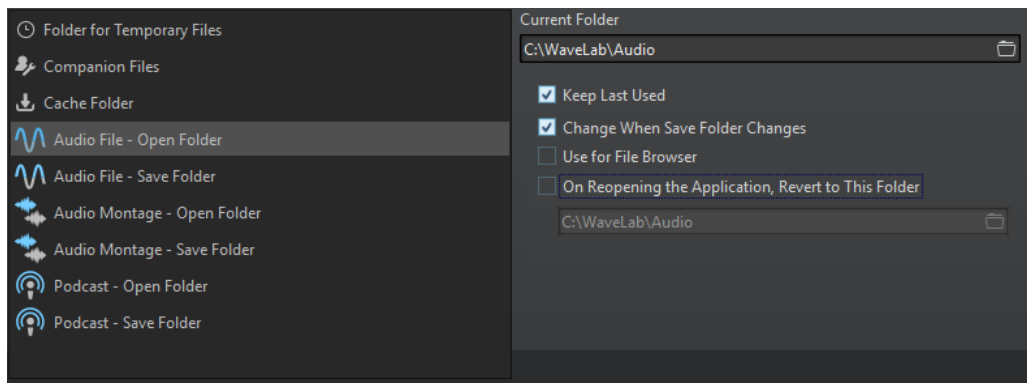 Folder for Temporary Files
Companion Files
Cache Folder
Audio File - Open Folder
Audio File - Save Folder
Audio Montage - Open Folder
Audio Montage - Save Folder
Podcast - Open Folder
Podcast - Save Folder
Current Folder
C:\WaveLab\Audio
Keep Last Used
Change When Save Folder Changes
Use for File Browser
On Reopening the Application, Revert to This Folder
C:\WaveLab\Audio